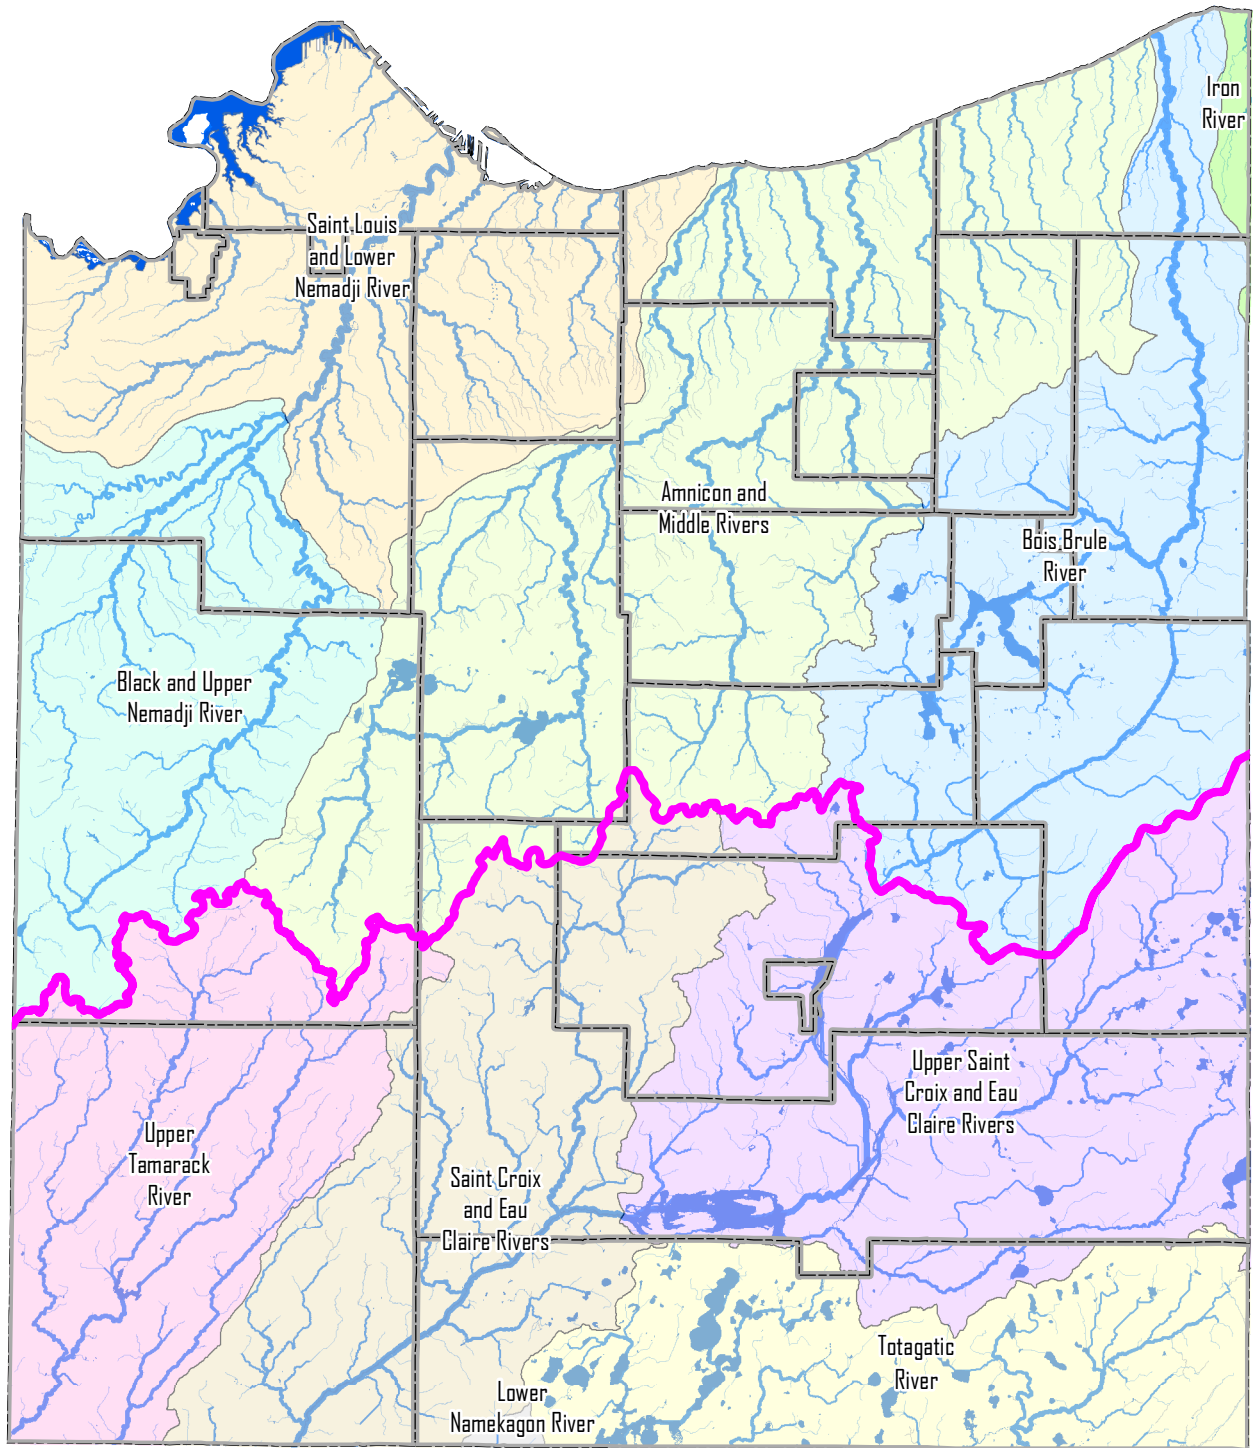 Iron
River
Saint Louis
and Lower
Nemadji River
Amnicon and
Middle Rivers
Bois Brule
River
Black and Upper
Nemadji River
Upper Saint
Croix and Eau
Claire Rivers
Upper
Tamarack
River
Saint Croix
and Eau
Claire Rivers
Totagatic
River
Lower
Namekagon River